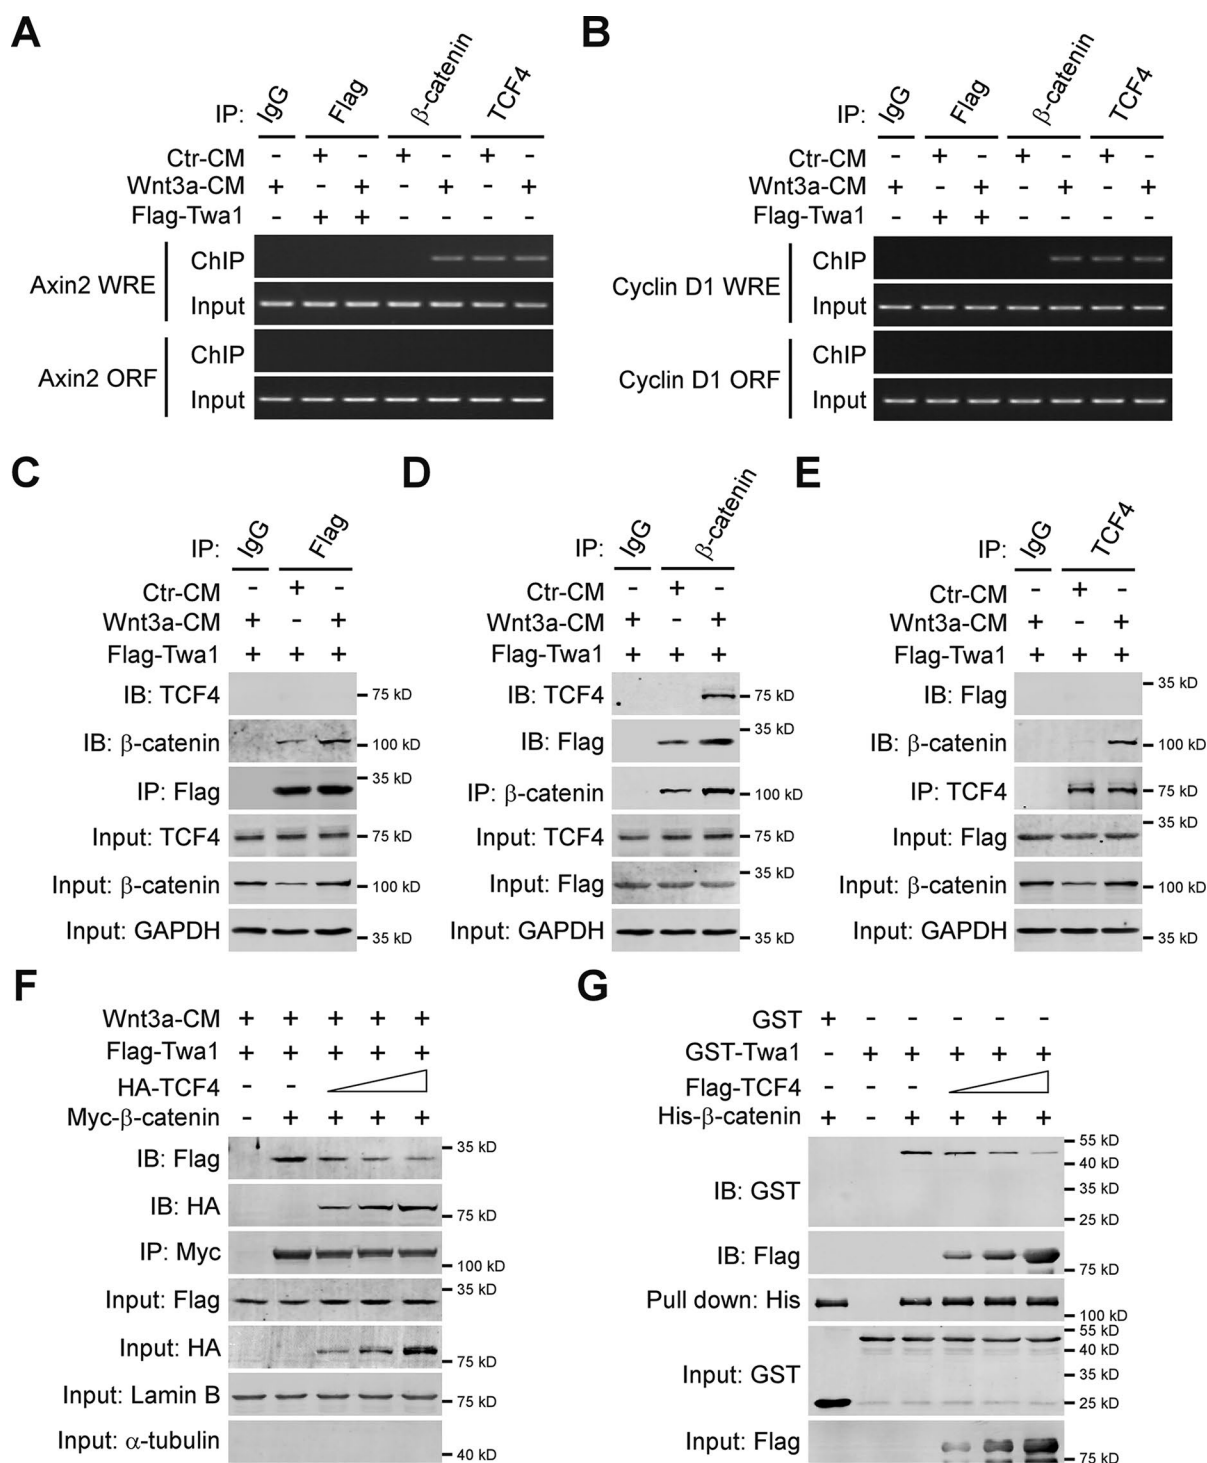 A
IP: IgG Flag β-catenin TCF4
Ctr-CM - + - + - + -
Wnt3a-CM + - + - + - +
Flag-Twa1 - + + - - - -
Axin2 WRE
ChIP
Input
Axin2 ORF
ChIP
Input
B
IP: IgG Flag β-catenin TCF4
Ctr-CM - + - + - + -
Wnt3a-CM + - + - + - +
Flag-Twa1 - + + - - - -
Cyclin D1 WRE
ChIP
Input
Cyclin D1 ORF
ChIP
Input
C
IP: IgG Flag
Ctr-CM - + -
Wnt3a-CM + - +
Flag-Twa1 + + +
IB: TCF4 75 kD
IB: β-catenin 100 kD
IP: Flag 35 kD
Input: TCF4 75 kD
Input: β-catenin 100 kD
Input: GAPDH 35 kD
D
IP: IgG β-catenin
Ctr-CM - + -
Wnt3a-CM + - +
Flag-Twa1 + + +
IB: TCF4 75 kD
IB: Flag 35 kD
IP: β-catenin 100 kD
Input: TCF4 75 kD
Input: Flag 35 kD
Input: GAPDH 35 kD
E
IP: IgG TCF4
Ctr-CM - + -
Wnt3a-CM + - +
Flag-Twa1 + + +
IB: Flag 35 kD
IB: β-catenin 100 kD
IP: TCF4 75 kD
Input: Flag 35 kD
Input: β-catenin 100 kD
Input: GAPDH 35 kD
F
Wnt3a-CM + + + + +
Flag-Twa1 + + + + +
HA-TCF4 - -
Myc-β-catenin - + + + +
IB: Flag 35 kD
IB: HA 75 kD
IP: Myc 100 kD
Input: Flag 35 kD
Input: HA 75 kD
Input: Lamin B 75 kD
Input: α-tubulin 40 kD
G
GST + - - - - -
GST-Twa1 - + + + + +
Flag-TCF4 - - -
His-β-catenin + - + + + +
IB: GST 55 kD
40 kD
35 kD
25 kD
IB: Flag 75 kD
Pull down: His 100 kD
Input: GST 55 kD
40 kD
35 kD
25 kD
Input: Flag 75 kD